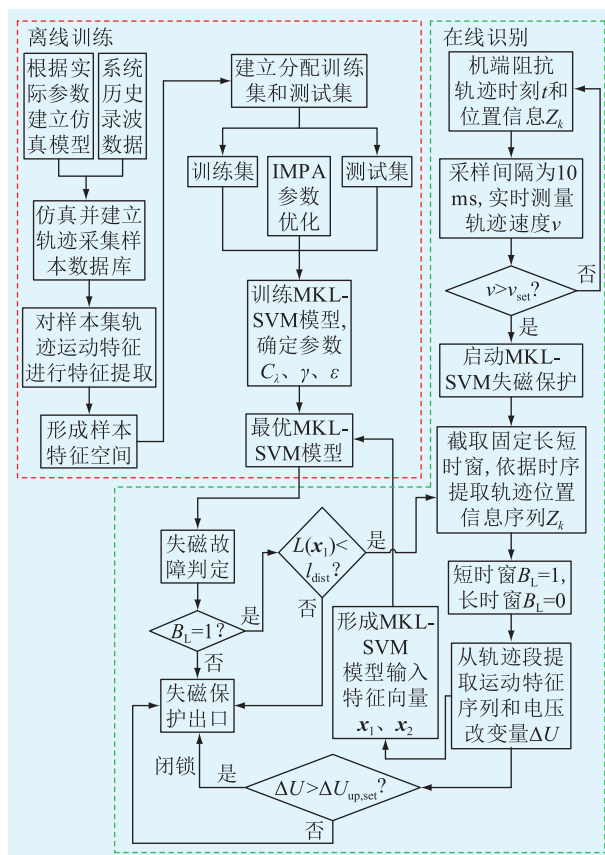 离线训练
根据实
际参数
建立仿
真模型
系统
历史
录波
数据
仿真并建立
轨迹采集样
本数据库
对样本集轨
迹运动特征
进行特征提取
形成样本
特征空间
建立分配训练
集和测试集
训练集
IMPA
参数
优化
测试集
训练MKL-
SVM模型,
确定参数
Cλ、γ、ε
最优MKL-
SVM模型
在线识别
机端阻抗
轨迹时刻t和
位置信息Zk
采样间隔为10
ms,实时测量
轨迹速度v
v>vset?
否
是
启动MKL-
SVM失磁保护
截取固定长短
时窗,依据时序
提取轨迹位置
信息序列Zk
短时窗BL=1,
长时窗BL=0
从轨迹段提
取运动特征
序列和电压
改变量ΔU
形成MKL-
SVM
模型输入
特征向量
x1、x2
失磁故
障判定
BL=1?
是
否
L(x1)<
ldist?
是
否
失磁保
护出口
闭锁
是
ΔU>ΔUup,set?
否